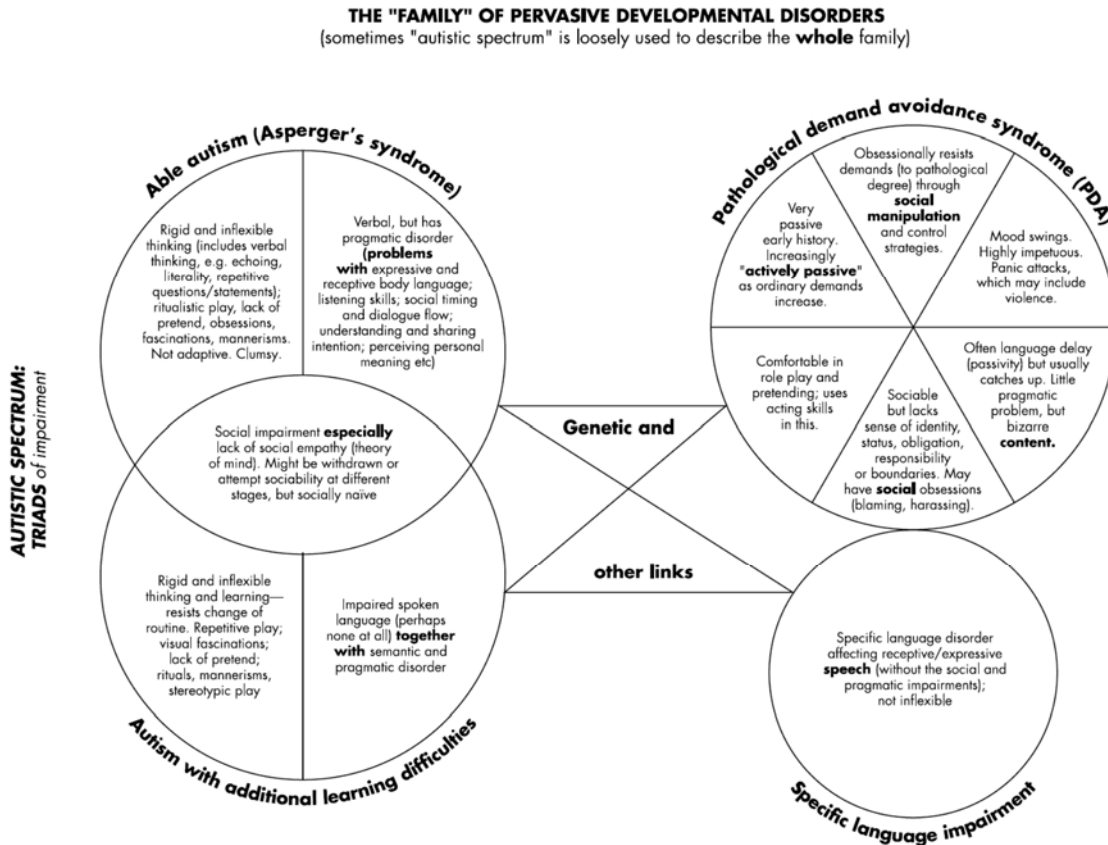 THE "FAMILY" OF PERVASIVE DEVELOPMENTAL DISORDERS
(sometimes "autistic spectrum" is loosely used to describe the whole family)
AUTISTIC SPECTRUM:
TRIADS of impairment
Able autism (Asperger's syndrome)
Rigid and inflexible
thinking (includes verbal
thinking, e.g. echoing,
literality, repetitive
questions/statements);
ritualistic play, lack of
pretend, obsessions,
fascinations, mannerisms.
Not adaptive. Clumsy.
Verbal, but has
pragmatic disorder
(problems
with expressive and
receptive body language;
listening skills; social timing
and dialogue flow;
understanding and sharing
intention; perceiving personal
meaning etc)
Social impairment especially
lack of social empathy (theory
of mind). Might be withdrawn or
attempt sociability at different
stages, but socially naïve
Rigid and inflexible
thinking and learning—
resists change of
routine. Repetitive play;
visual fascinations;
lack of pretend;
rituals, mannerisms,
stereotypic play
Impaired spoken
language (perhaps
none at all) together
with semantic and
pragmatic disorder
Autism with additional learning difficulties
Genetic and
other links
Pathological demand avoidance syndrome (PDA)
Very
passive
early history.
Increasingly
"actively passive"
as ordinary demands
increase.
Obsessionally resists
demands (to pathological
degree) through
social
manipulation
and control
strategies.
Mood swings.
Highly impetuous.
Panic attacks,
which may include
violence.
Comfortable in
role play and
pretending; uses
acting skills
in this.
Sociable
but lacks
sense of identity,
status, obligation,
responsibility
or boundaries. May
have social obsessions
(blaming, harassing).
Often language delay
(passivity) but usually
catches up. Little
pragmatic
problem, but
bizarre
content.
Specific language disorder
affecting receptive/expressive
speech (without the social and
pragmatic impairments);
not inflexible
Specific language impairment